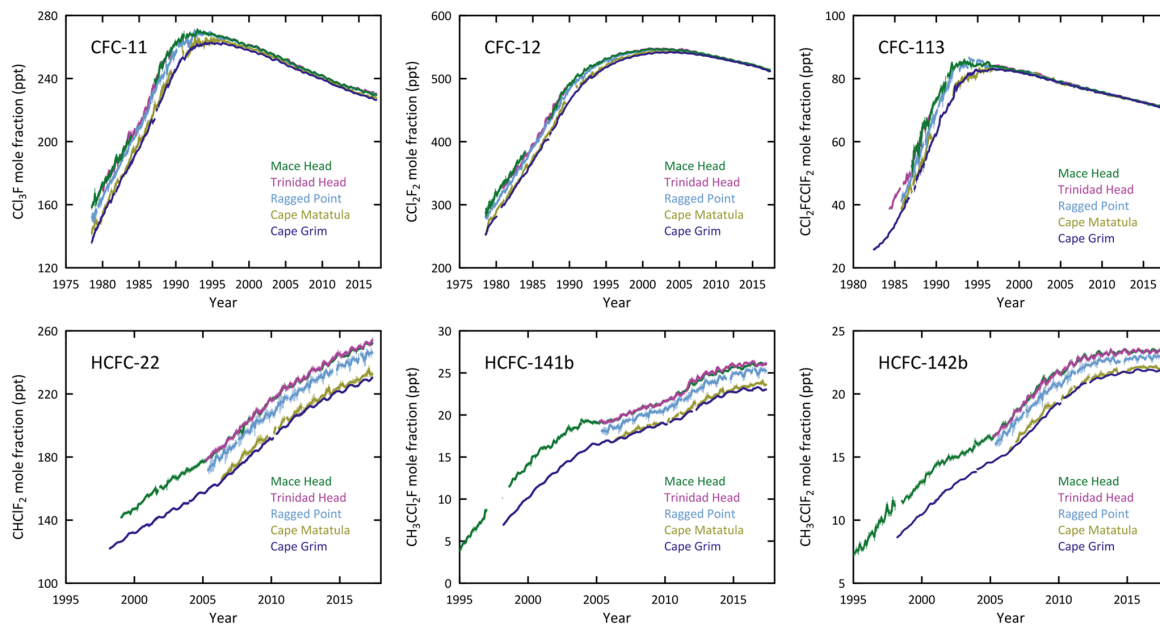 CFC-11
CCl3F mole fraction (ppt)
280
240
200
160
120
Mace Head
Trinidad Head
Ragged Point
Cape Matatula
Cape Grim
1975 1980 1985 1990 1995 2000 2005 2010 2015
Year
CFC-12
CCl2F2 mole fraction (ppt)
600
500
400
300
200
Mace Head
Trinidad Head
Ragged Point
Cape Matatula
Cape Grim
1975 1980 1985 1990 1995 2000 2005 2010 2015
Year
CFC-113
CCl2FCClF2 mole fraction (ppt)
100
80
60
40
20
Mace Head
Trinidad Head
Ragged Point
Cape Matatula
Cape Grim
1980 1985 1990 1995 2000 2005 2010 2015
Year
HCFC-22
CHClF2 mole fraction (ppt)
260
220
180
140
100
Mace Head
Trinidad Head
Ragged Point
Cape Matatula
Cape Grim
1995 2000 2005 2010 2015
Year
HCFC-141b
CH3CCl2F mole fraction (ppt)
30
25
20
15
10
5
0
Mace Head
Trinidad Head
Ragged Point
Cape Matatula
Cape Grim
1995 2000 2005 2010 2015
Year
HCFC-142b
CH3CClF2 mole fraction (ppt)
25
20
15
10
5
Mace Head
Trinidad Head
Ragged Point
Cape Matatula
Cape Grim
1995 2000 2005 2010 2015
Year